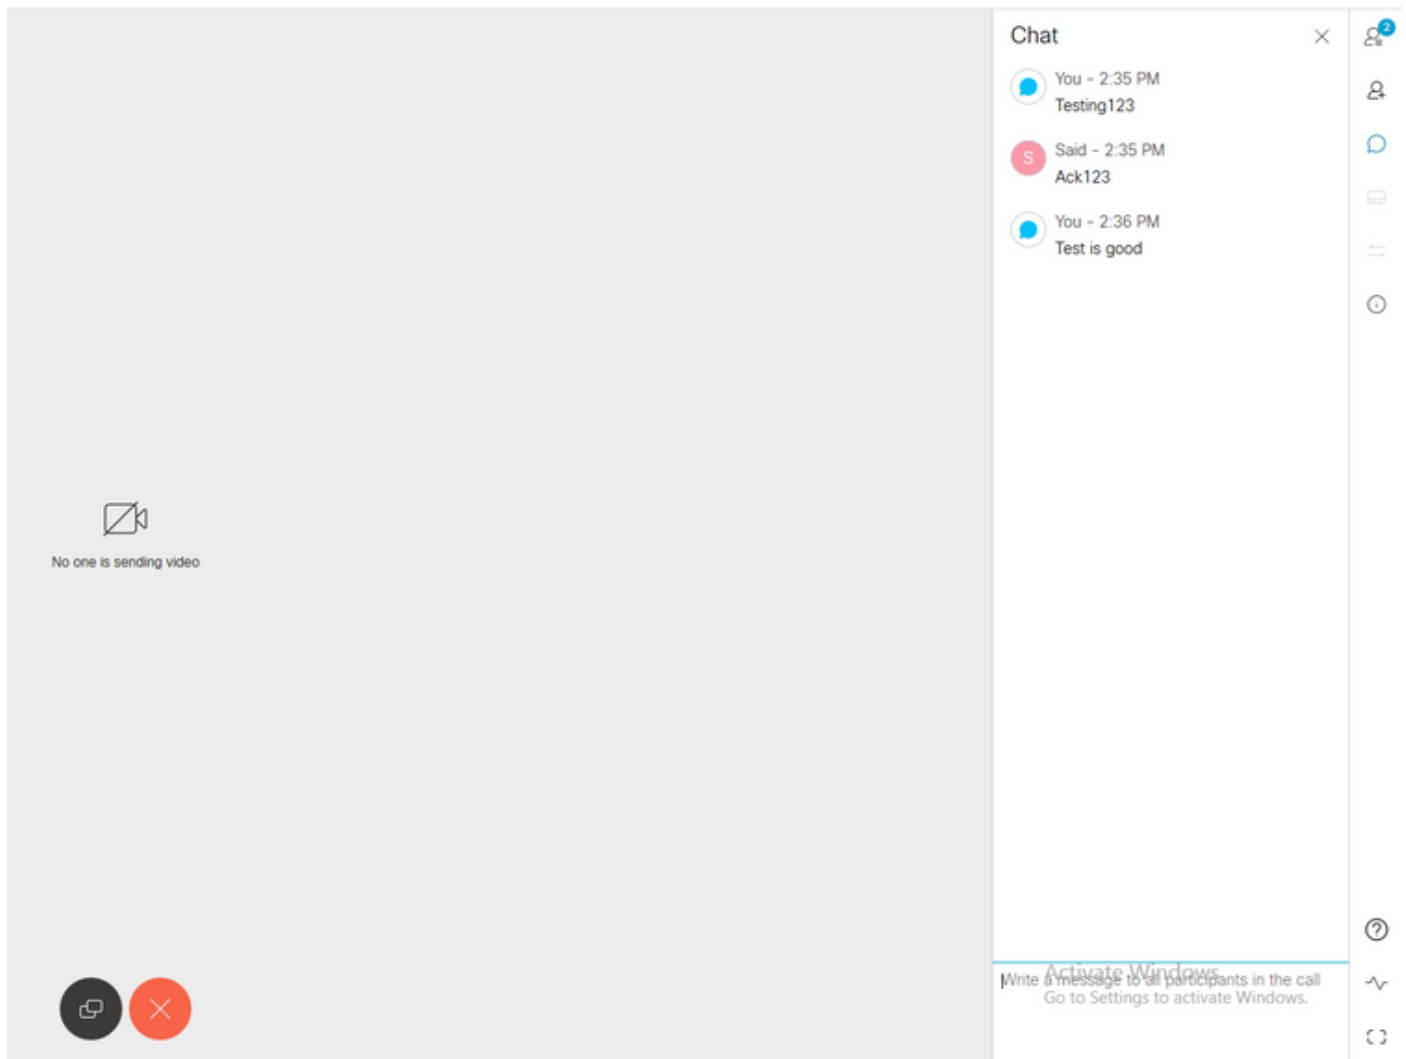 Chat
2
You - 2:35 PM
Testing123
S
Said - 2:35 PM
Ack123
You - 2:36 PM
Test is good
No one is sending video
Activate Windows
Write a message to all participants in the call
Go to Settings to activate Windows.